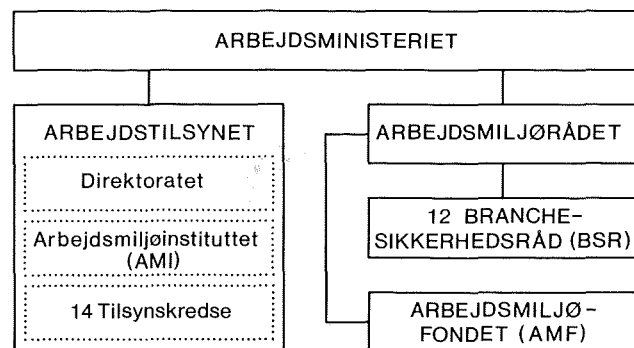 ARBEJDSMINISTERIET
ARBEJDSTILSYNET
Direktoratet
Arbejdsmiljøinstituttet
(AMI)
14 Tilsynskredse
ARBEJDSMILJØRÅDET
12 BRANCHE-
SIKKERHEDSRÅD (BSR)
ARBEJDSMILJØ-
FONDET (AMF)